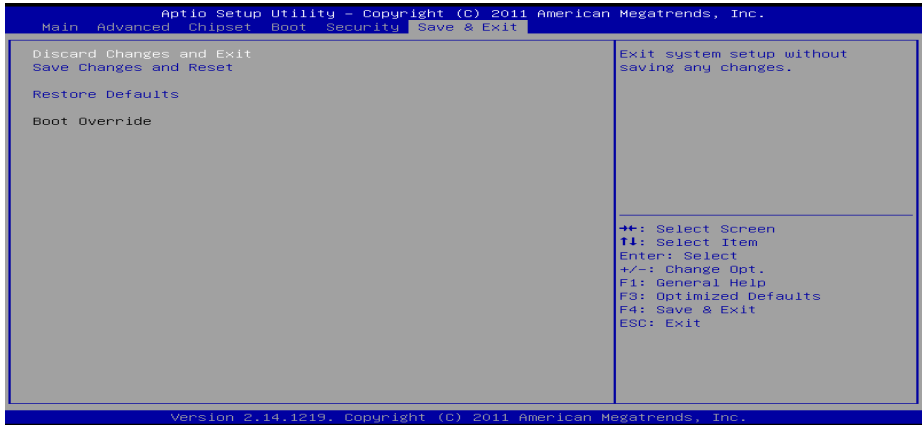 Aptio Setup Utility – Copyright (C) 2011 American Megatrends, Inc.
Main Advanced Chipset Boot Security Save & Exit
Discard Changes and Exit
Save Changes and Reset
Restore Defaults
Boot Override
Exit system setup without
saving any changes.
→←: Select Screen
↑↓: Select Item
Enter: Select
+/-: Change Opt.
F1: General Help
F3: Optimized Defaults
F4: Save & Exit
ESC: Exit
Version 2.14.1219. Copyright (C) 2011 American Megatrends, Inc.